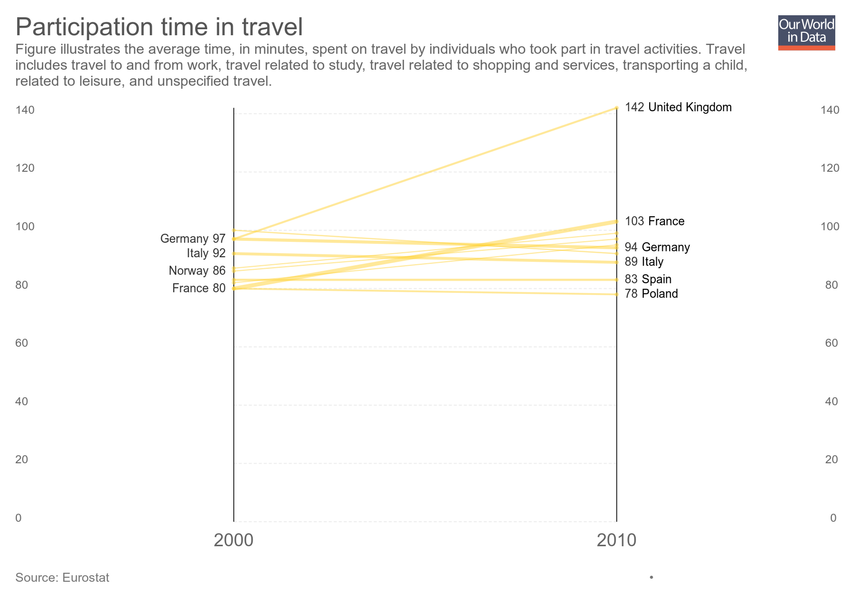 Participation time in travel
Our World
in Data
Figure illustrates the average time, in minutes, spent on travel by individuals who took part in travel activities. Travel
includes travel to and from work, travel related to study, travel related to shopping and services, transporting a child,
related to leisure, and unspecified travel.
140
142 United Kingdom
140
120
120
100
103 France
100
Germany 97
94 Germany
Italy 92
89 Italy
Norway 86
83 Spain
80
France 80
78 Poland
80
60
60
40
40
20
20
0
0
2000
2010
Source: Eurostat